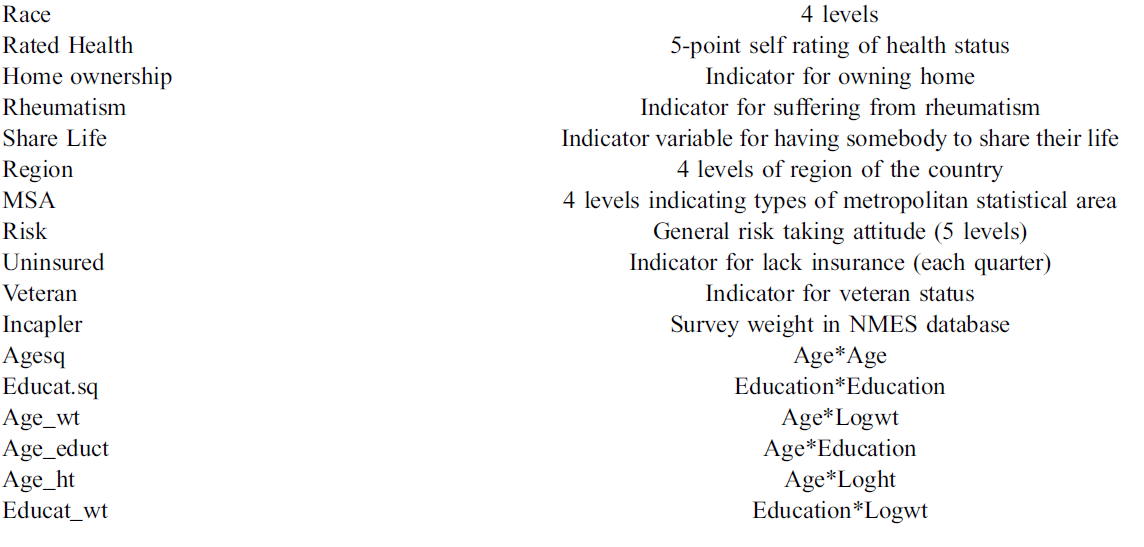 Race 4 levels
Rated Health 5-point self rating of health status
Home ownership Indicator for owning home
Rheumatism Indicator for suffering from rheumatism
Share Life Indicator variable for having somebody to share their life
Region 4 levels of region of the country
MSA 4 levels indicating types of metropolitan statistical area
Risk General risk taking attitude (5 levels)
Uninsured Indicator for lack insurance (each quarter)
Veteran Indicator for veteran status
Incapler Survey weight in NMES database
Agesq Age*Age
Educat.sq Education*Education
Age_wt Age*Logwt
Age_educt Age*Education
Age_ht Age*Loght
Educat_wt Education*Logwt